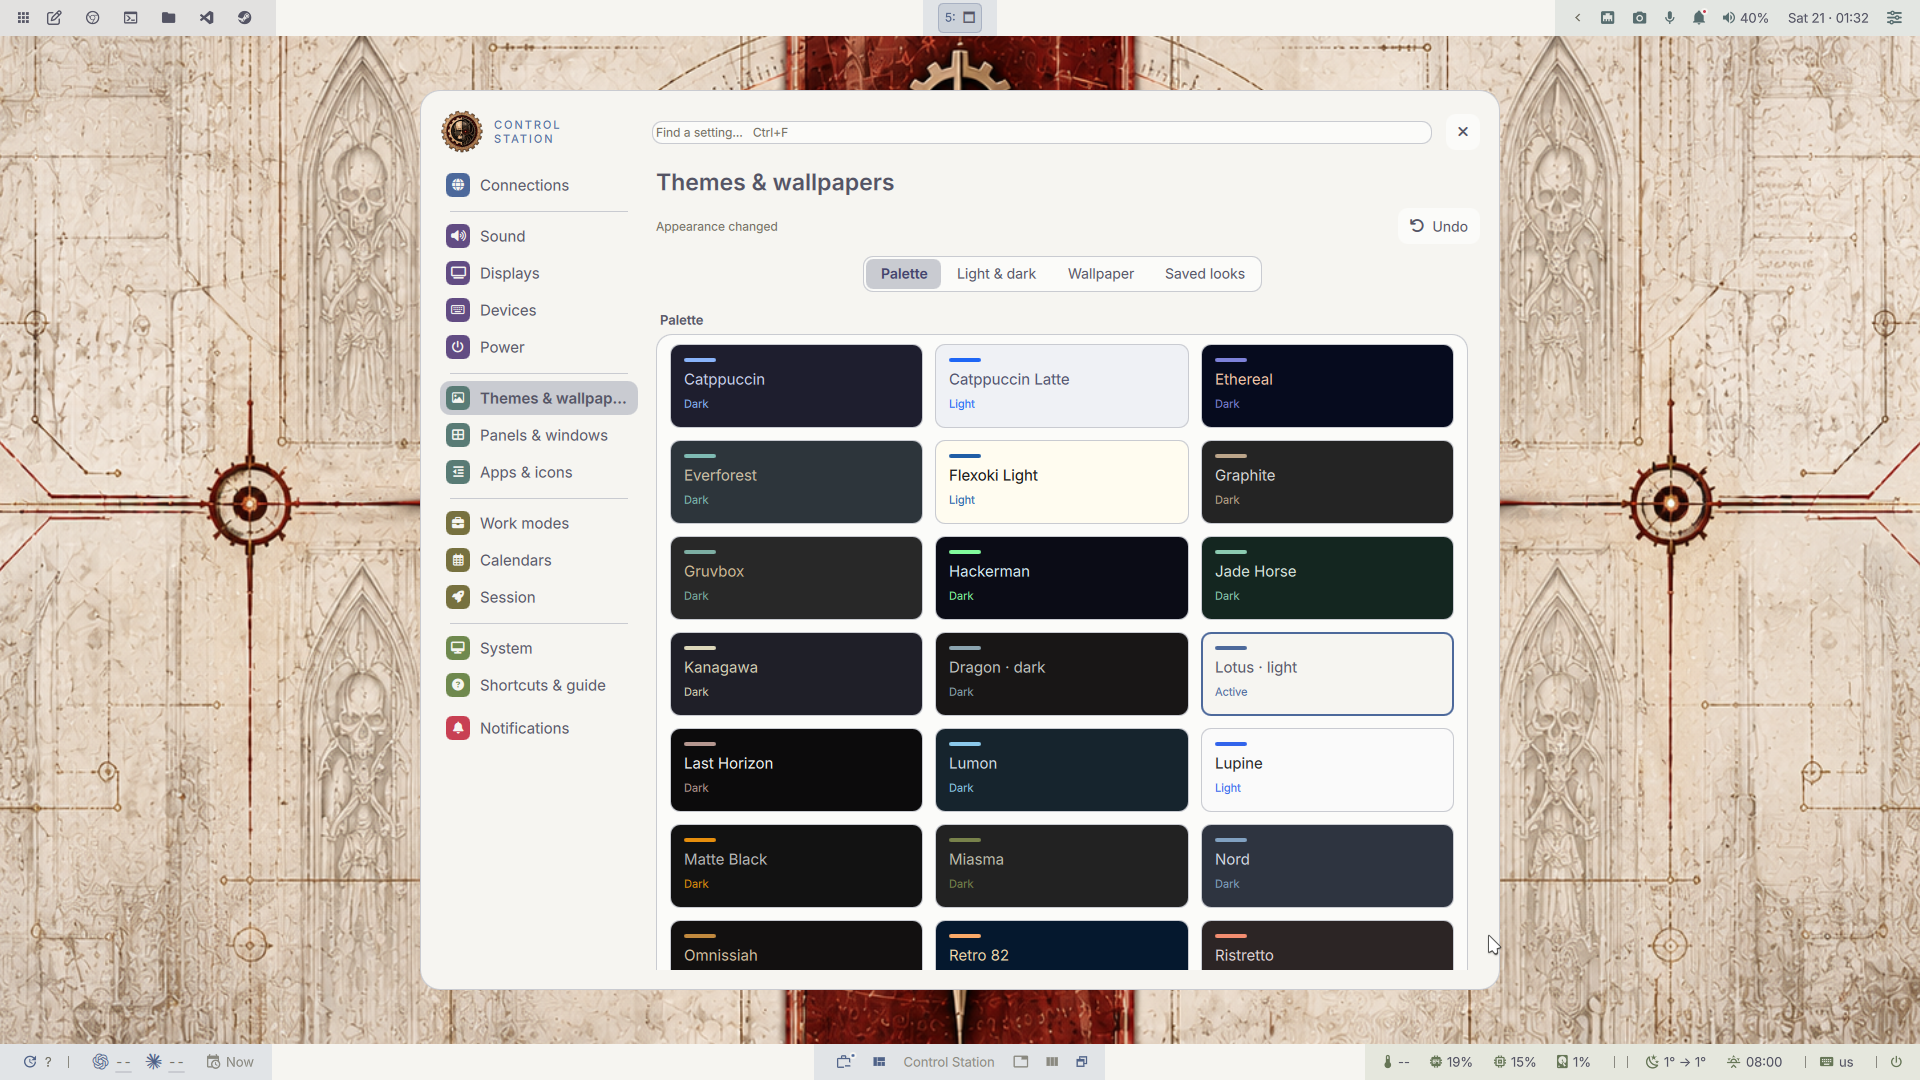 5:
40%
Sat 21 · 01:32
CONTROL
STATION
Find a setting... Ctrl+F
Connections
Sound
Displays
Devices
Power
Themes & wallpap...
Panels & windows
Apps & icons
Work modes
Calendars
Session
System
Shortcuts & guide
Notifications
Themes & wallpapers
Appearance changed
Undo
Palette
Light & dark
Wallpaper
Saved looks
Palette
Catppuccin
Dark
Catppuccin Latte
Light
Ethereal
Dark
Everforest
Dark
Flexoki Light
Light
Graphite
Dark
Gruvbox
Dark
Hackerman
Dark
Jade Horse
Dark
Kanagawa
Dark
Dragon · dark
Dark
Lotus · light
Active
Last Horizon
Dark
Lumon
Dark
Lupine
Light
Matte Black
Dark
Miasma
Dark
Nord
Dark
Omnissiah
Retro 82
Ristretto
? | -- -- Now
Control Station
-- 19% 15% 1% | | 1° → 1° 08:00 | us |